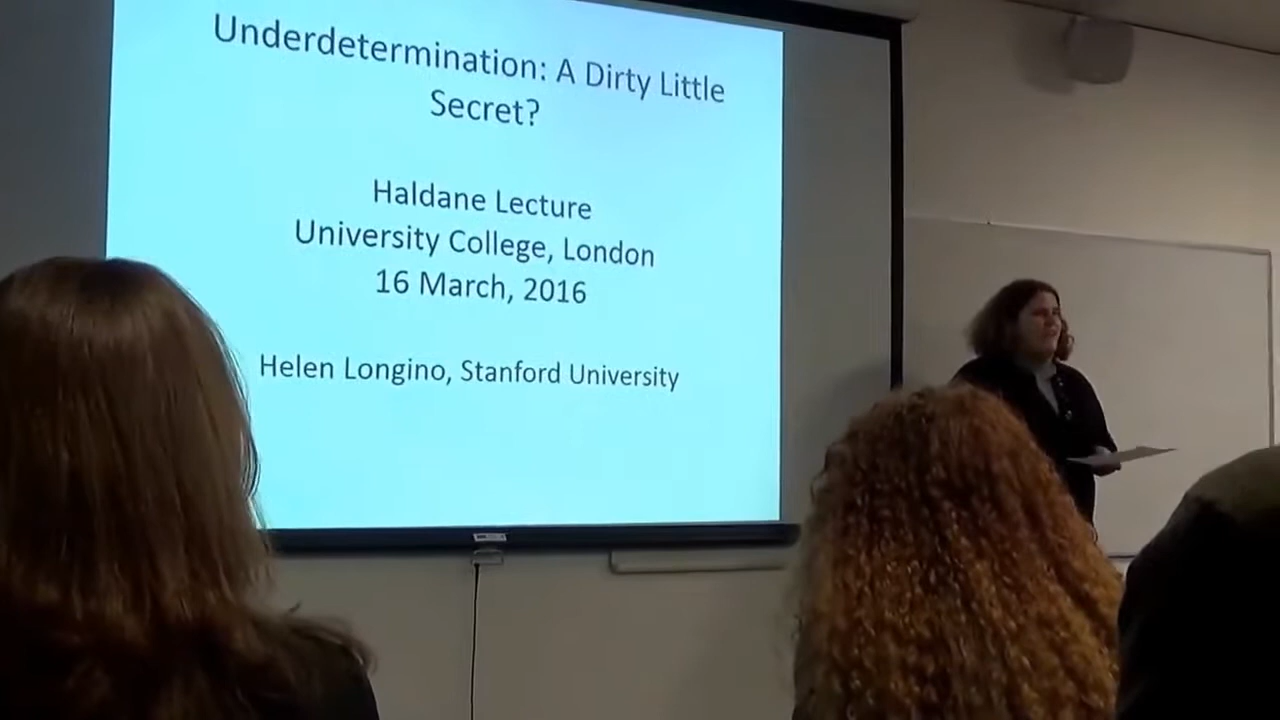 Underdetermination: A Dirty Little
Secret?
Haldane Lecture
University College, London
16 March, 2016
Helen Longino, Stanford University